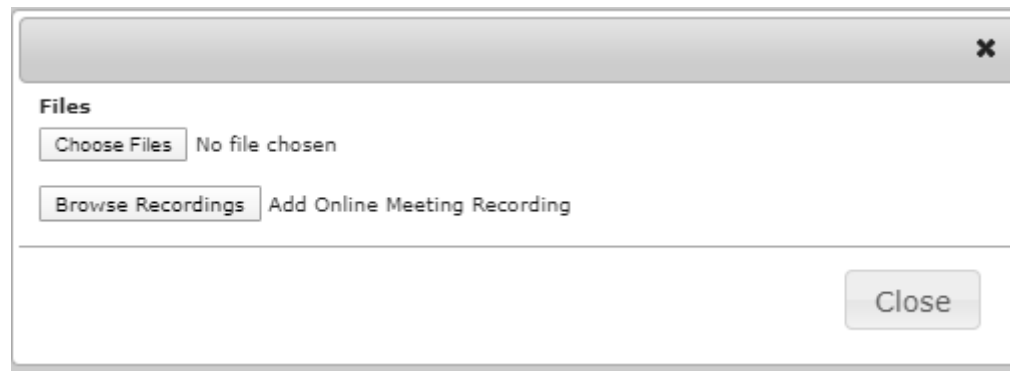 Files
Choose Files No file chosen
Browse Recordings Add Online Meeting Recording
Close